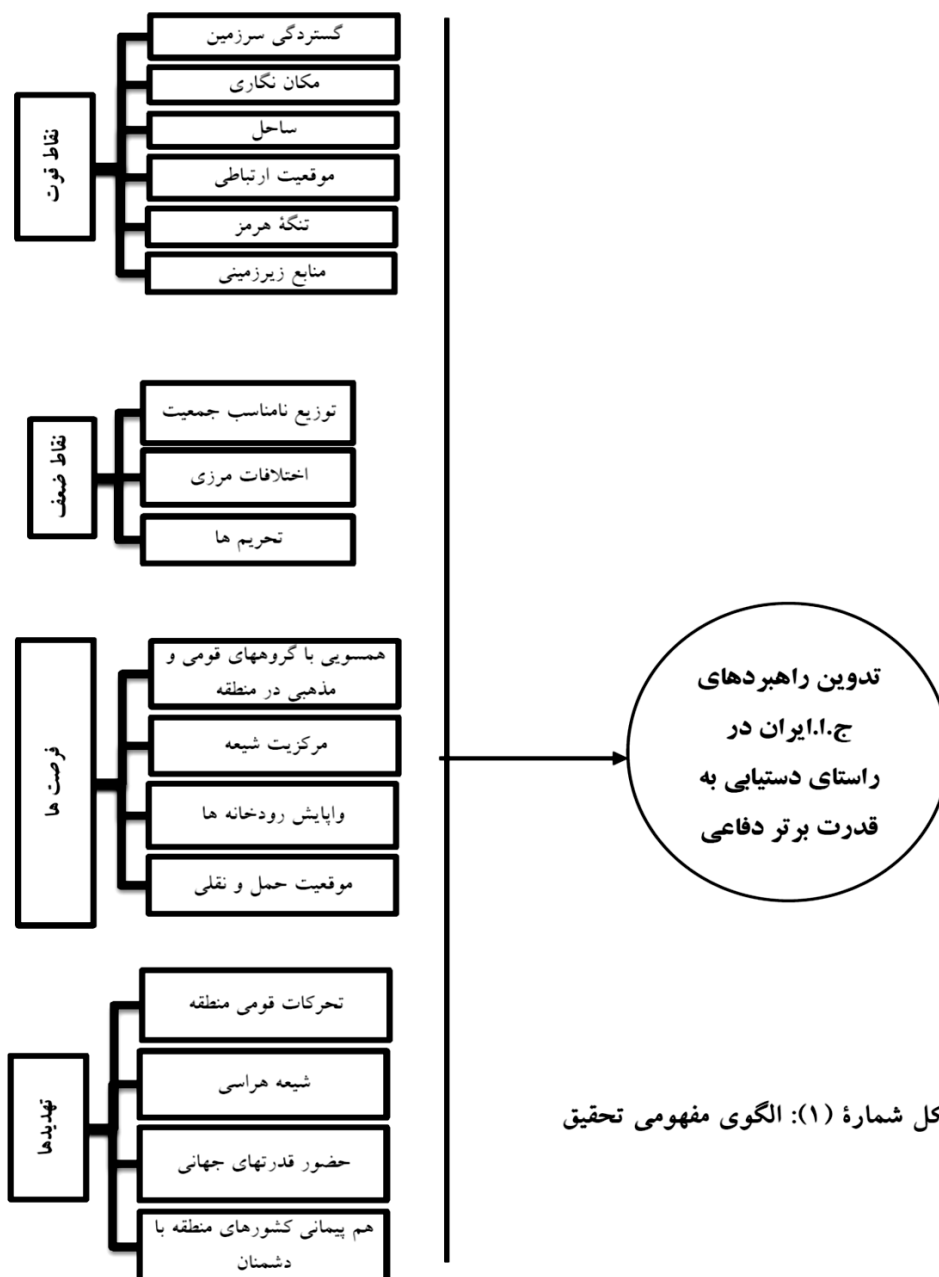 نقاط قوت
گستردگی سرزمین
مکان نگاری
ساحل
موقعیت ارتباطی
تنگهٔ هرمز
منابع زیرزمینی
نقاط ضعف
توزیع نامناسب جمعیت
اختلافات مرزی
تحریم ها
فرصت ها
همسویی با گروههای قومی و
مذهبی در منطقه
مرکزیت شیعه
واپایش رودخانه ها
موقعیت حمل و نقلی
تهدیدها
تحرکات قومی منطقه
شیعه هراسی
حضور قدرتهای جهانی
هم پیمانی کشورهای منطقه با
دشمنان
تدوین راهبردهای
ج.ا.ایران در
راستای دستیابی به
قدرت برتر دفاعی
کل شمارهٔ (۱): الگوی مفهومی تحقیق